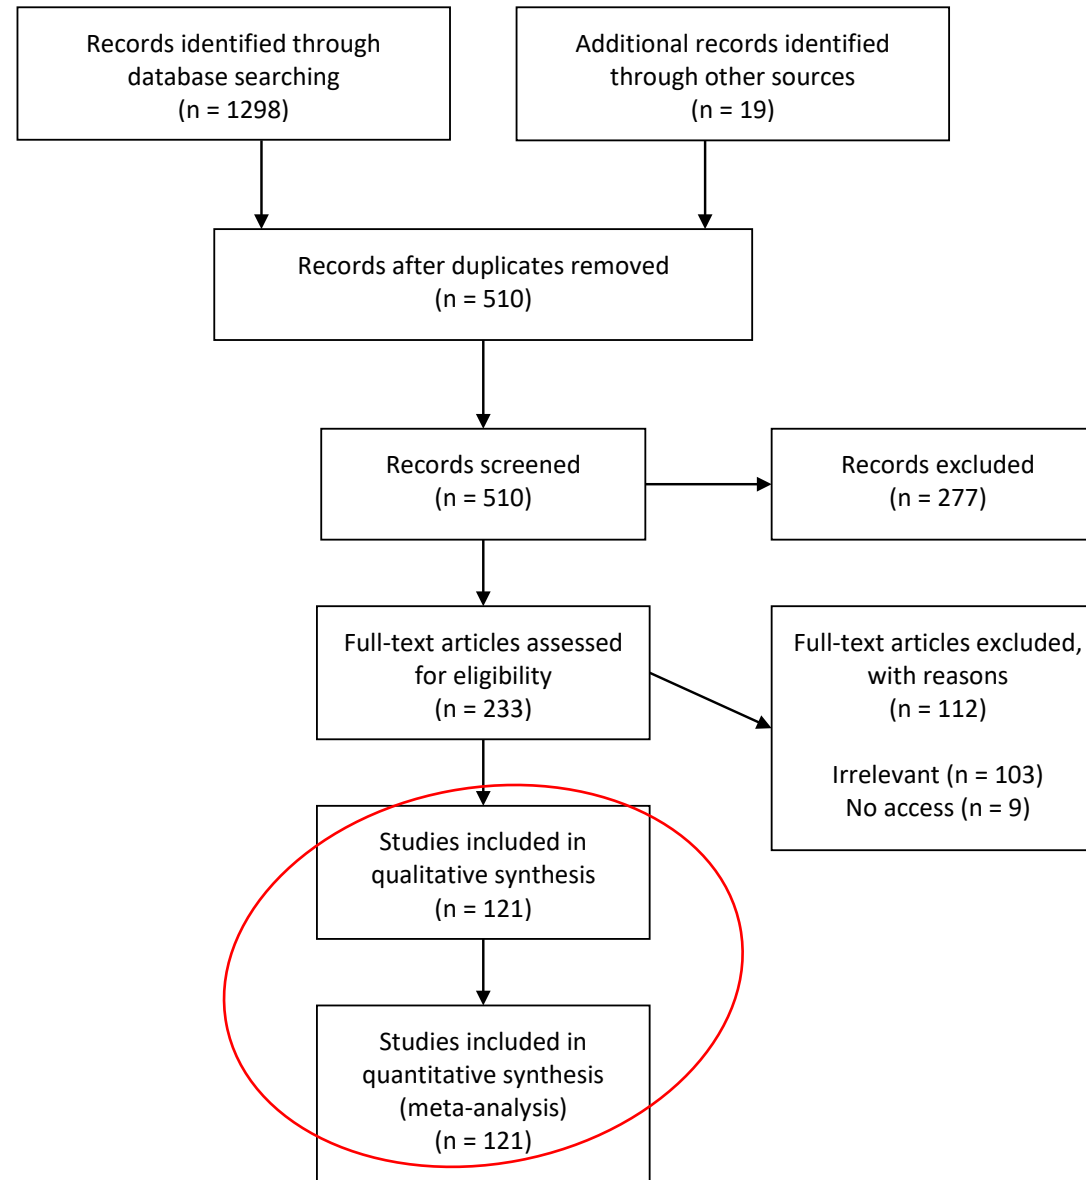 Records identified through
database searching
(n = 1298)
Additional records identified
through other sources
(n = 19)
Records after duplicates removed
(n = 510)
Records screened
(n = 510)
Records excluded
(n = 277)
Full-text articles assessed
for eligibility
(n = 233)
Full-text articles excluded,
with reasons
(n = 112)
Irrelevant (n = 103)
No access (n = 9)
Studies included in
qualitative synthesis
(n = 121)
Studies included in
quantitative synthesis
(meta-analysis)
(n = 121)